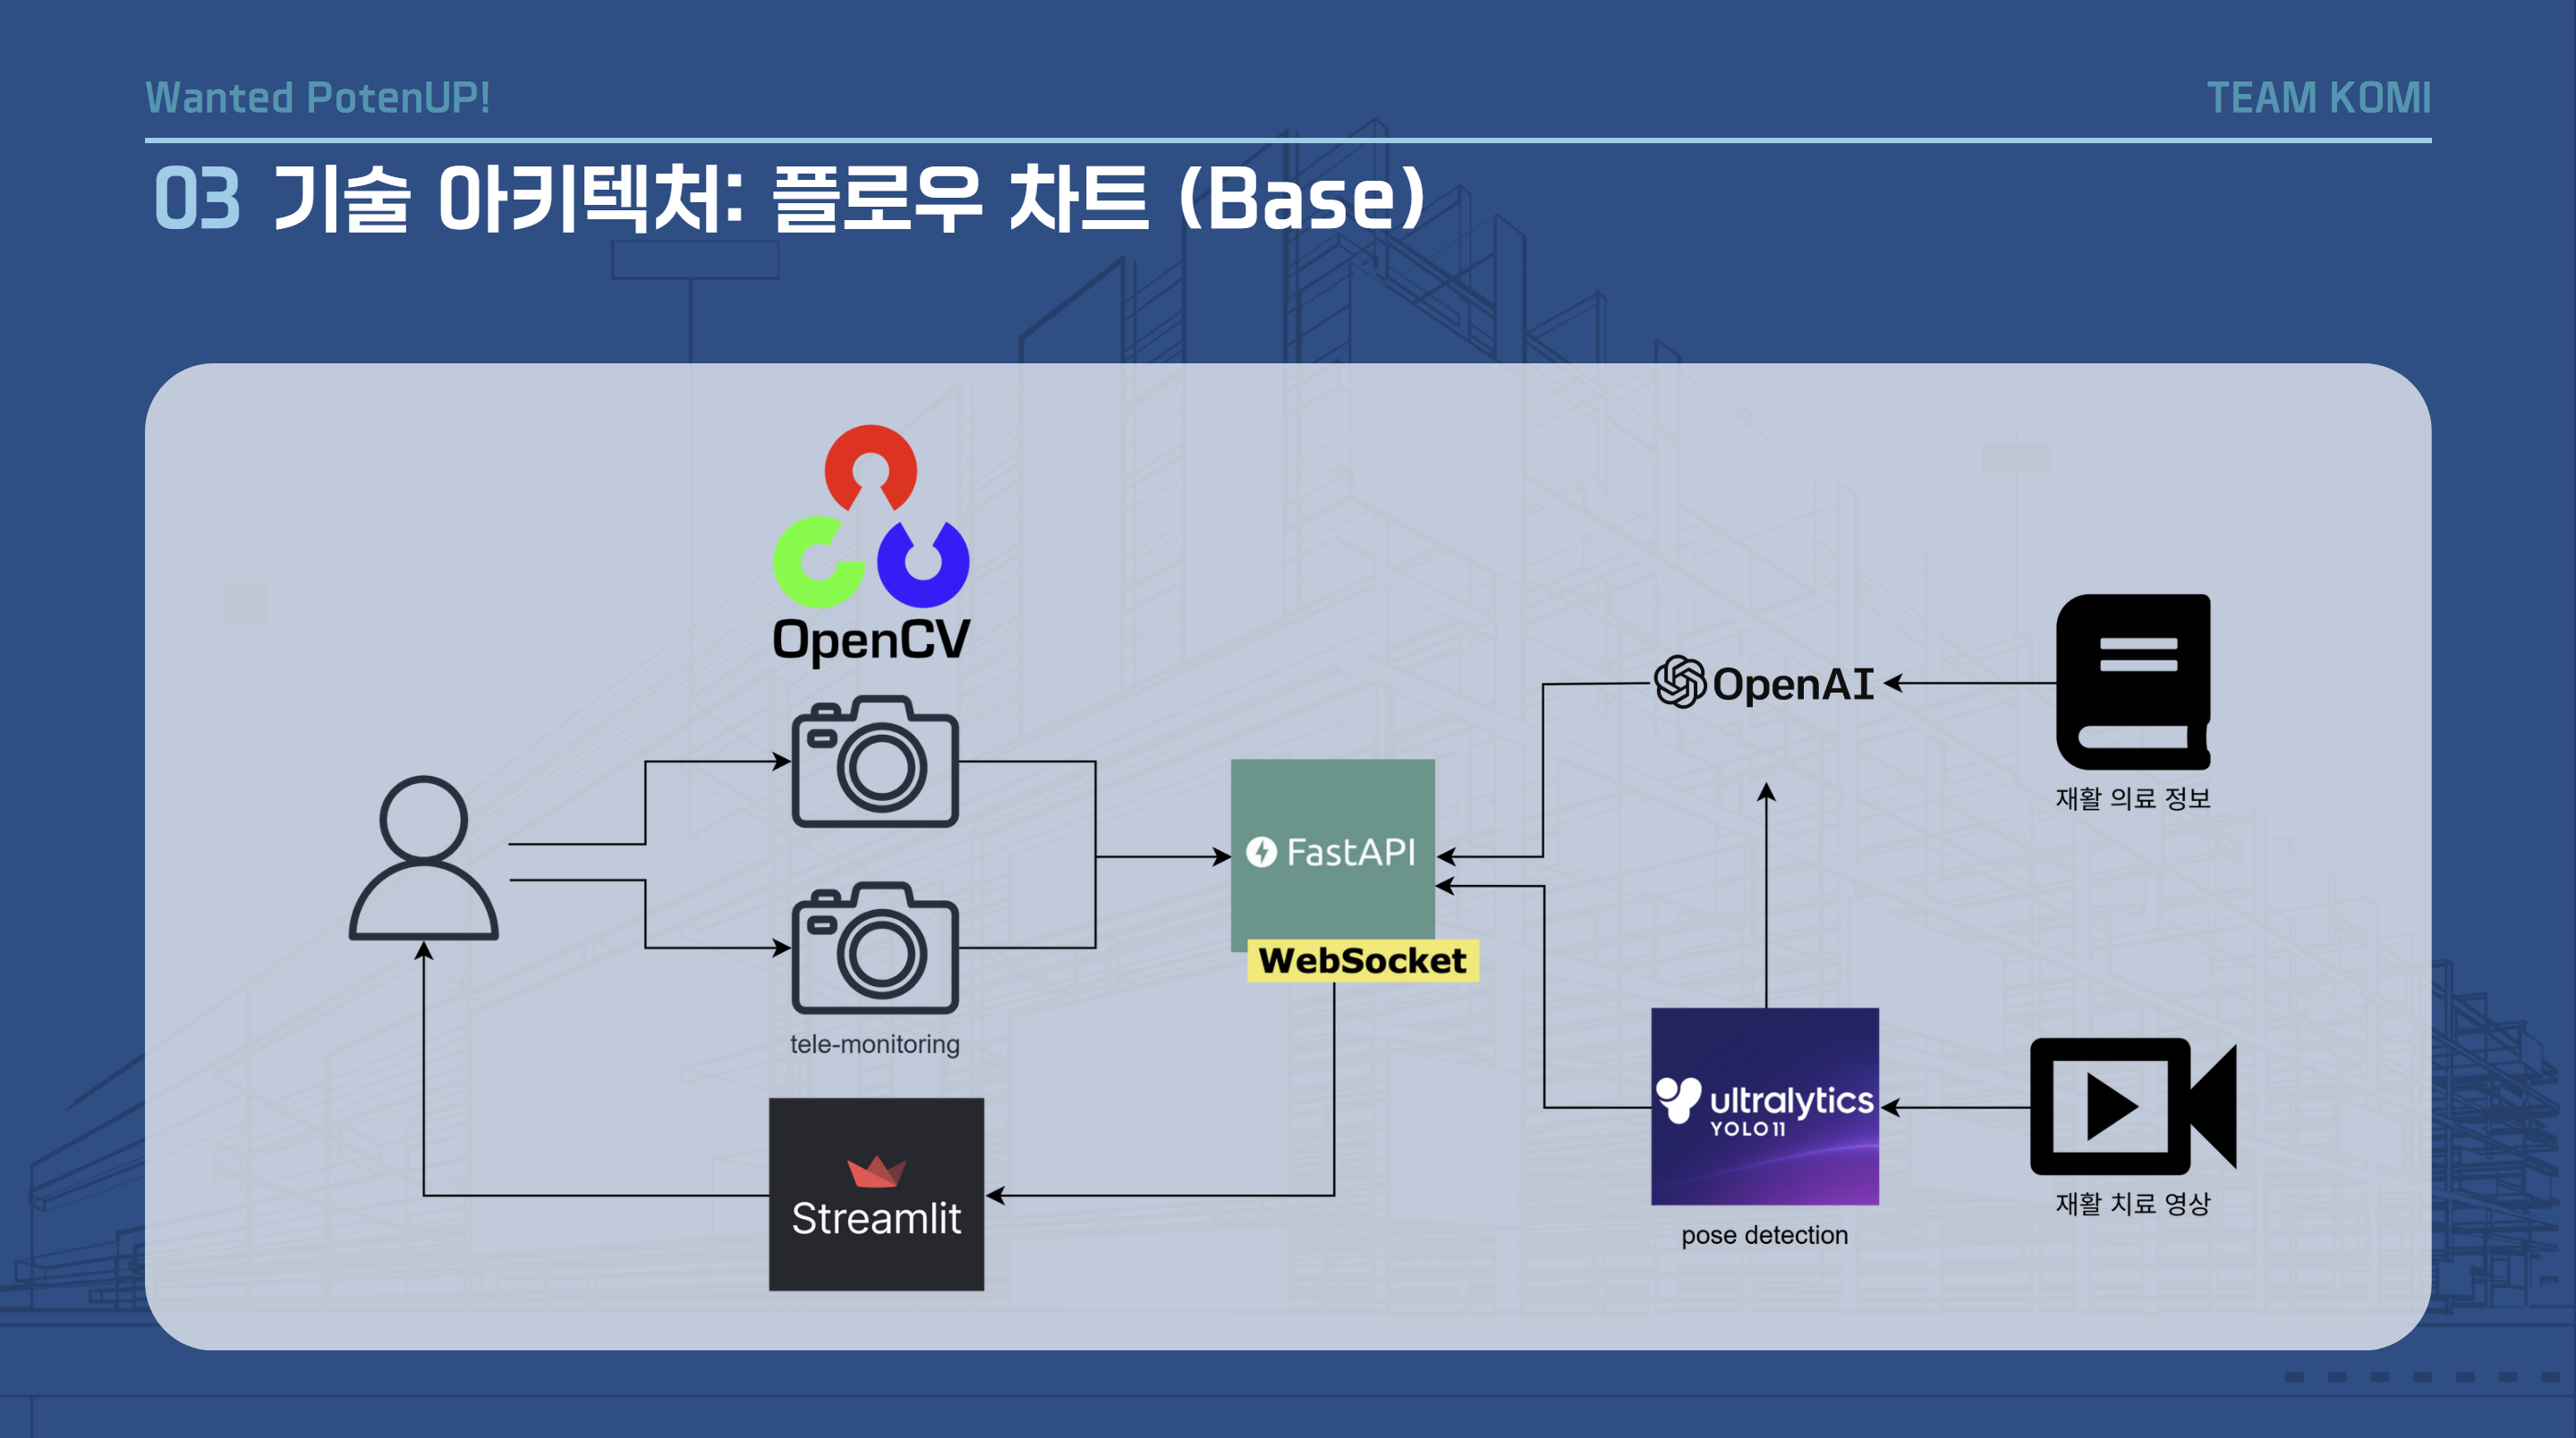 Wanted PotenUP!
TEAM KOMI
03 기술 아키텍처: 플로우 차트 (Base)
OpenCV
OpenAI
재활 의료 정보
FastAPI
WebSocket
tele-monitoring
ultralytics
YOLO11
pose detection
재활 치료 영상
Streamlit